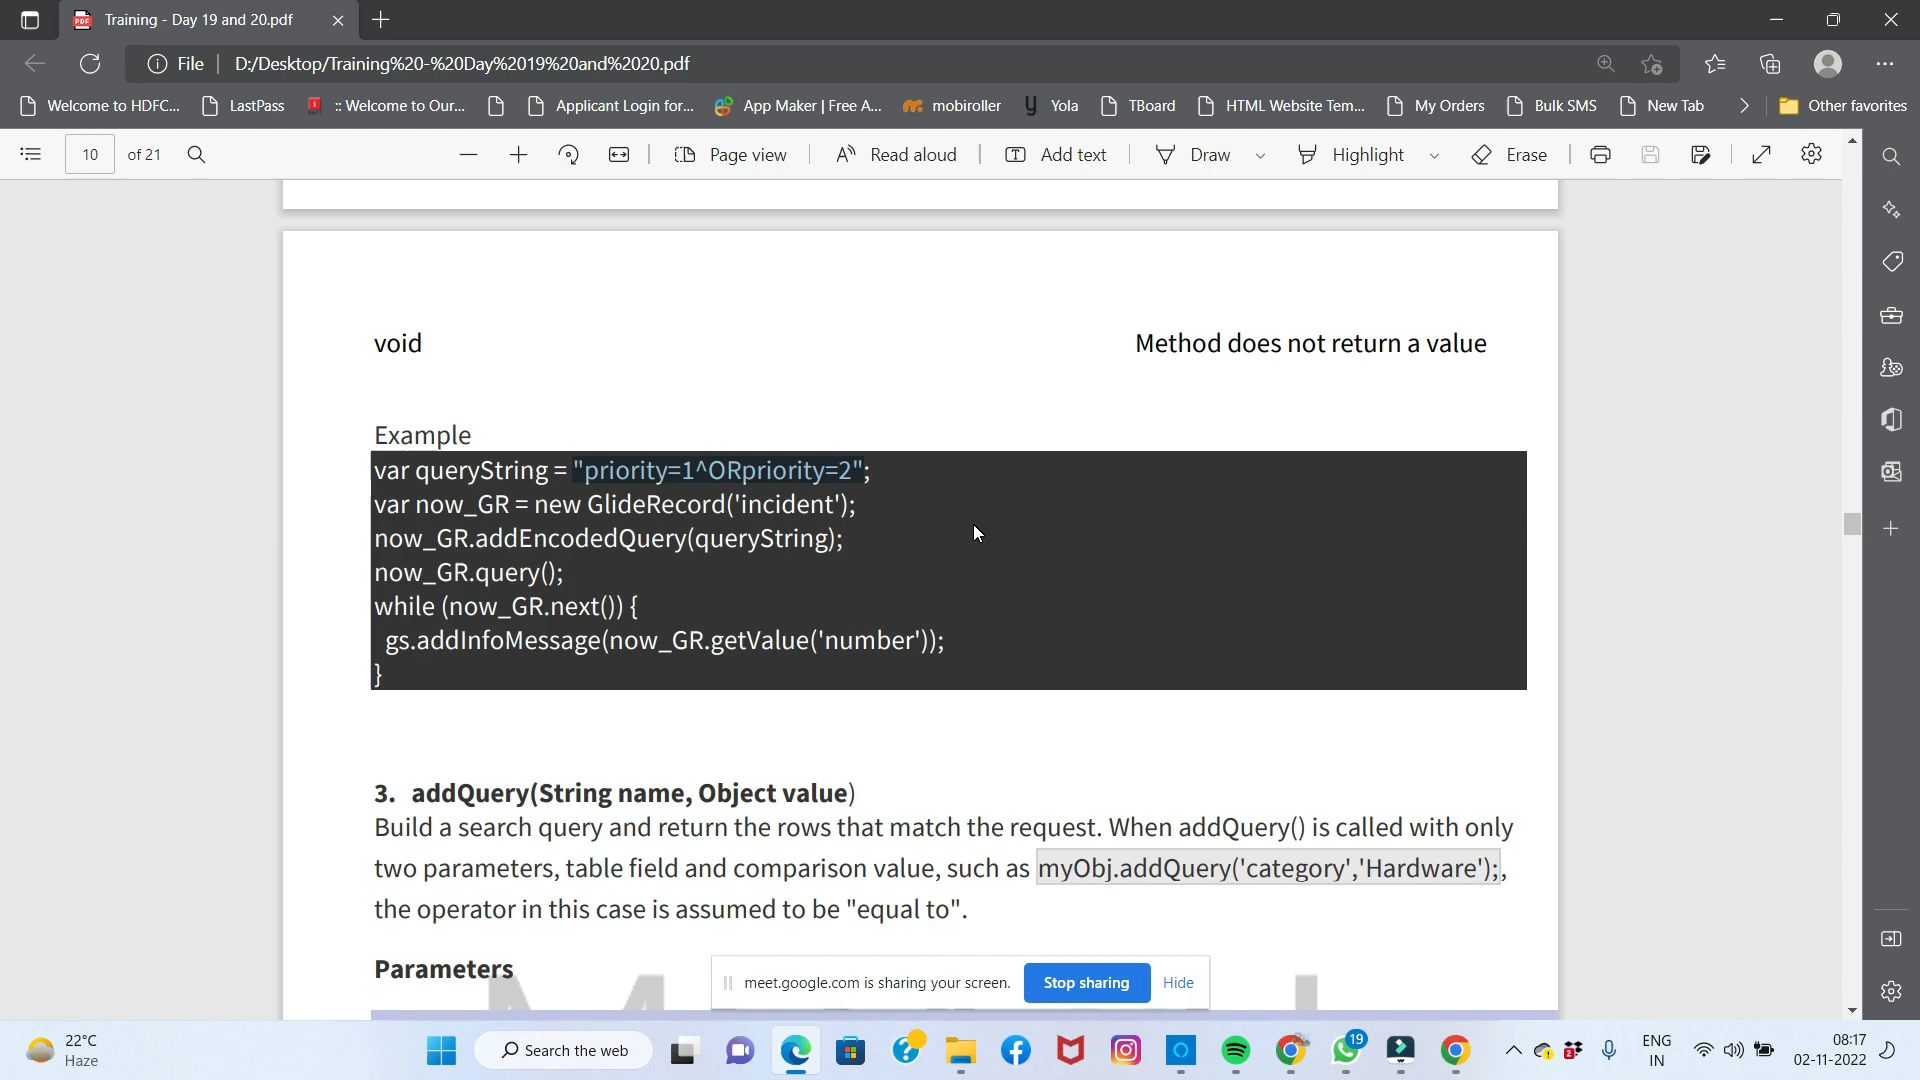 Training - Day 19 and 20.pdf
File
D:/Desktop/Training%20-%20Day%2019%20and%2020.pdf
Welcome to HDFC...
LastPass
:: Welcome to Our...
Applicant Login for...
App Maker | Free A...
mobiroller
Yola
TBoard
HTML Website Tem...
My Orders
Bulk SMS
New Tab
Other favorites
10 of 21
Page view
Read aloud
Add text
Draw
Highlight
Erase
void Method does not return a value
Example
var queryString = "priority=1^ORpriority=2";
var now_GR = new GlideRecord('incident');
now_GR.addEncodedQuery(queryString);
now_GR.query();
while (now_GR.next()) {
gs.addInfoMessage(now_GR.getValue('number'));
}
3. addQuery(String name, Object value)
Build a search query and return the rows that match the request. When addQuery() is called with only
two parameters, table field and comparison value, such as myObj.addQuery('category','Hardware');,
the operator in this case is assumed to be "equal to".
Parameters
meet.google.com is sharing your screen.
Stop sharing
Hide
22°C
Haze
Search the web
19
2
ENG
IN
08:17
02-11-2022